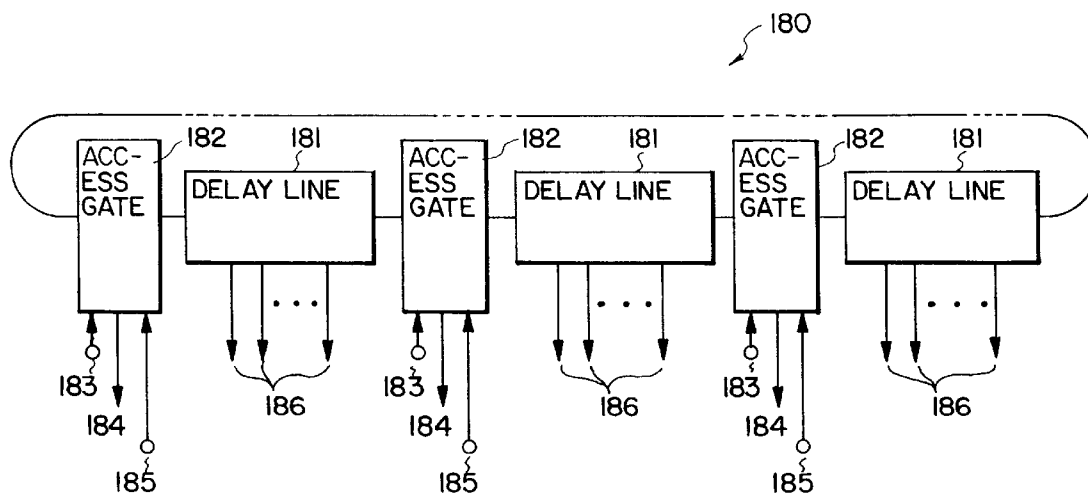 180
182
181
182
181
182
181
ACC-
ESS
GATE
DELAY LINE
ACC-
ESS
GATE
DELAY LINE
ACC-
ESS
GATE
DELAY LINE
183
184
185
186
183
184
185
186
183
184
185
186